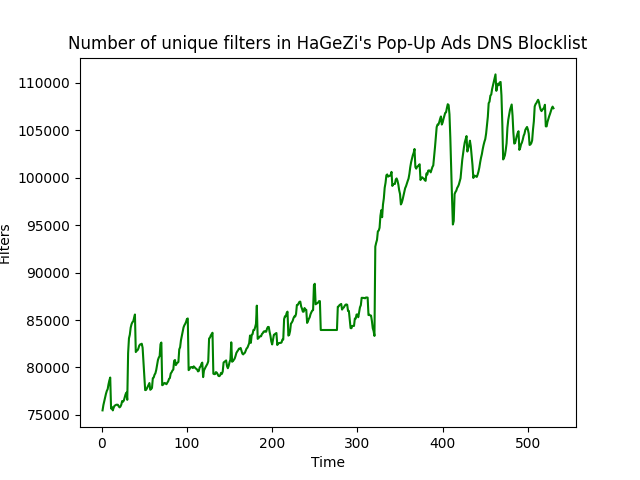 Number of unique filters in HaGeZi's Pop-Up Ads DNS Blocklist
110000
105000
100000
95000
90000
85000
80000
75000
Filters
0 100 200 300 400 500
Time